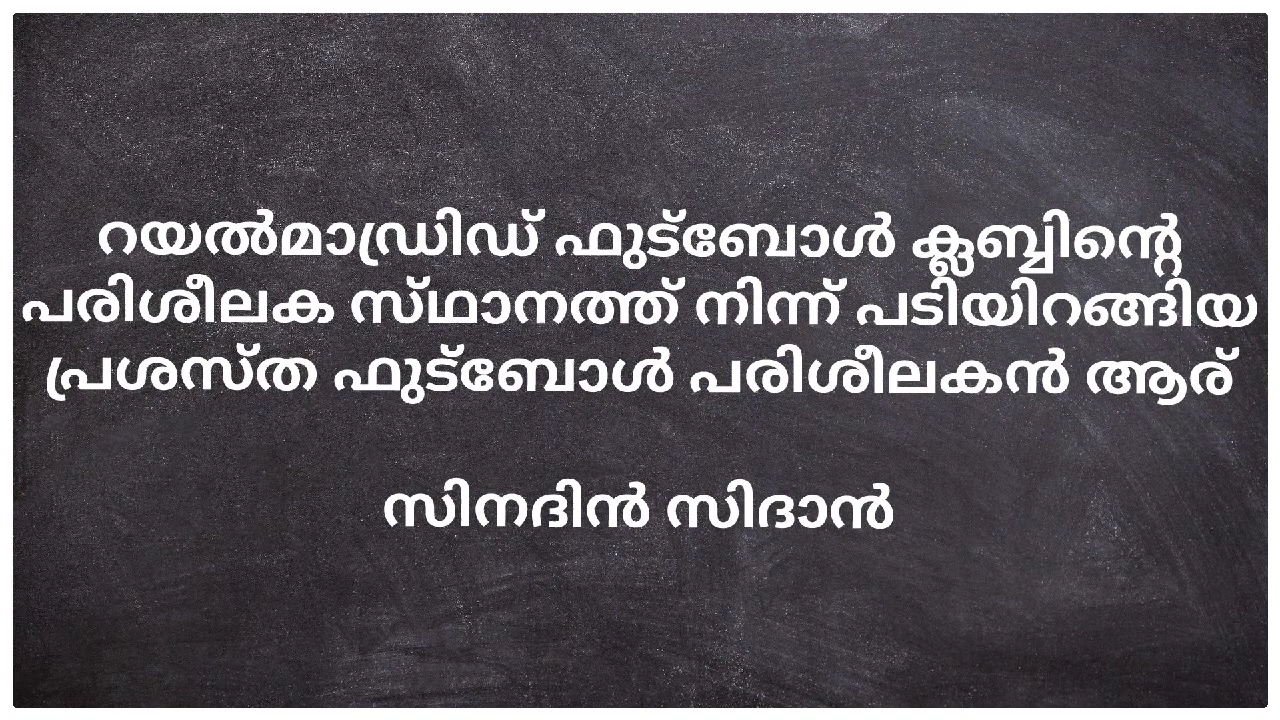 റയൽമാഡ്രിഡ് ഫുട്ബോൾ ക്ലബ്ബിന്റെ
പരിശീലക സ്ഥാനത്ത് നിന്ന് പടിയിറങ്ങിയ
പ്രശസ്ത ഫുട്ബോൾ പരിശീലകൻ ആര്
സിനദിൻ സിദാൻ